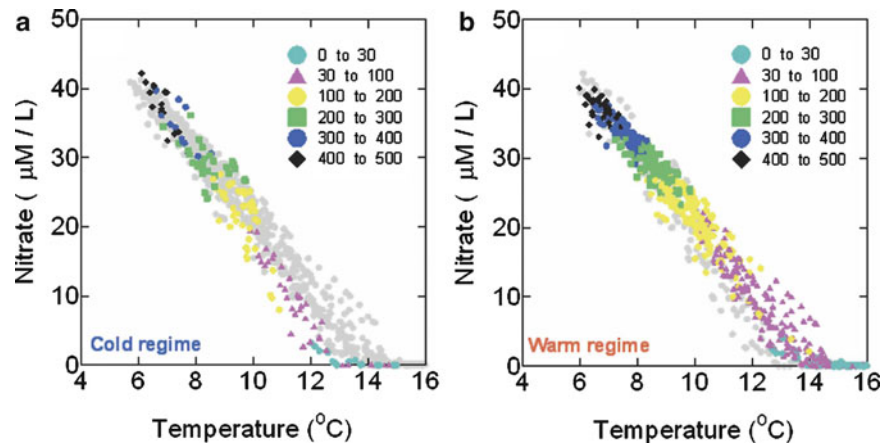 a
50
40
30
20
10
0
Nitrate ( μM / L)
0 to 30
30 to 100
100 to 200
200 to 300
300 to 400
400 to 500
Cold regime
4 6 8 10 12 14 16
Temperature (°C)
b
50
40
30
20
10
0
Nitrate ( μM / L)
0 to 30
30 to 100
100 to 200
200 to 300
300 to 400
400 to 500
Warm regime
4 6 8 10 12 14 16
Temperature (°C)